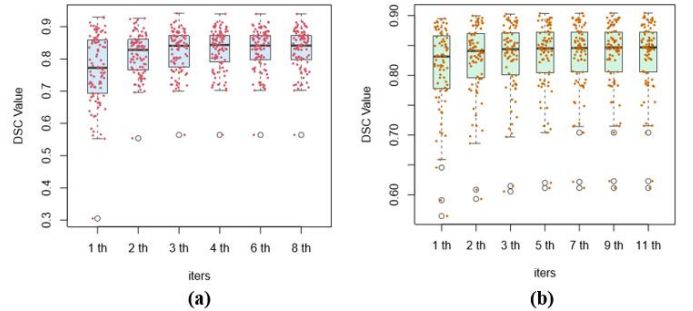 DSC Value
0.9
0.8
0.7
0.6
0.5
0.4
0.3
1 th 2 th 3 th 4 th 6 th 8 th
iters
(a)
DSC Value
0.90
0.80
0.70
0.60
1 th 2 th 3 th 5 th 7 th 9 th 11 th
iters
(b)